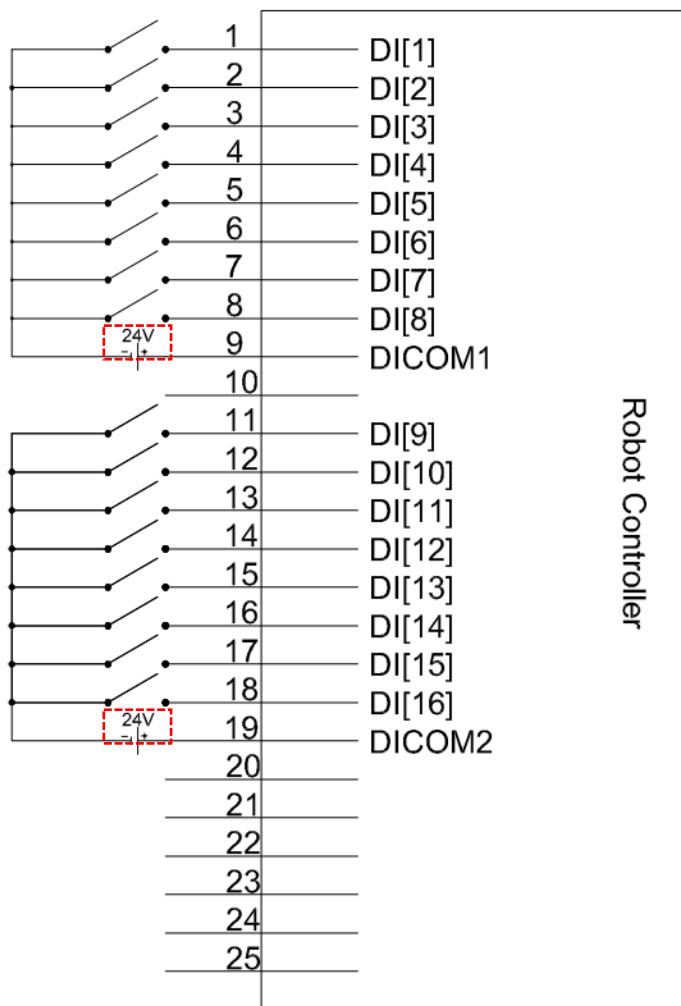 1 DI[1]
2 DI[2]
3 DI[3]
4 DI[4]
5 DI[5]
6 DI[6]
7 DI[7]
8 DI[8]
24V
- +
9 DICOM1
10
11 DI[9]
12 DI[10]
13 DI[11]
14 DI[12]
15 DI[13]
16 DI[14]
17 DI[15]
18 DI[16]
24V
- +
19 DICOM2
20
21
22
23
24
25
Robot Controller